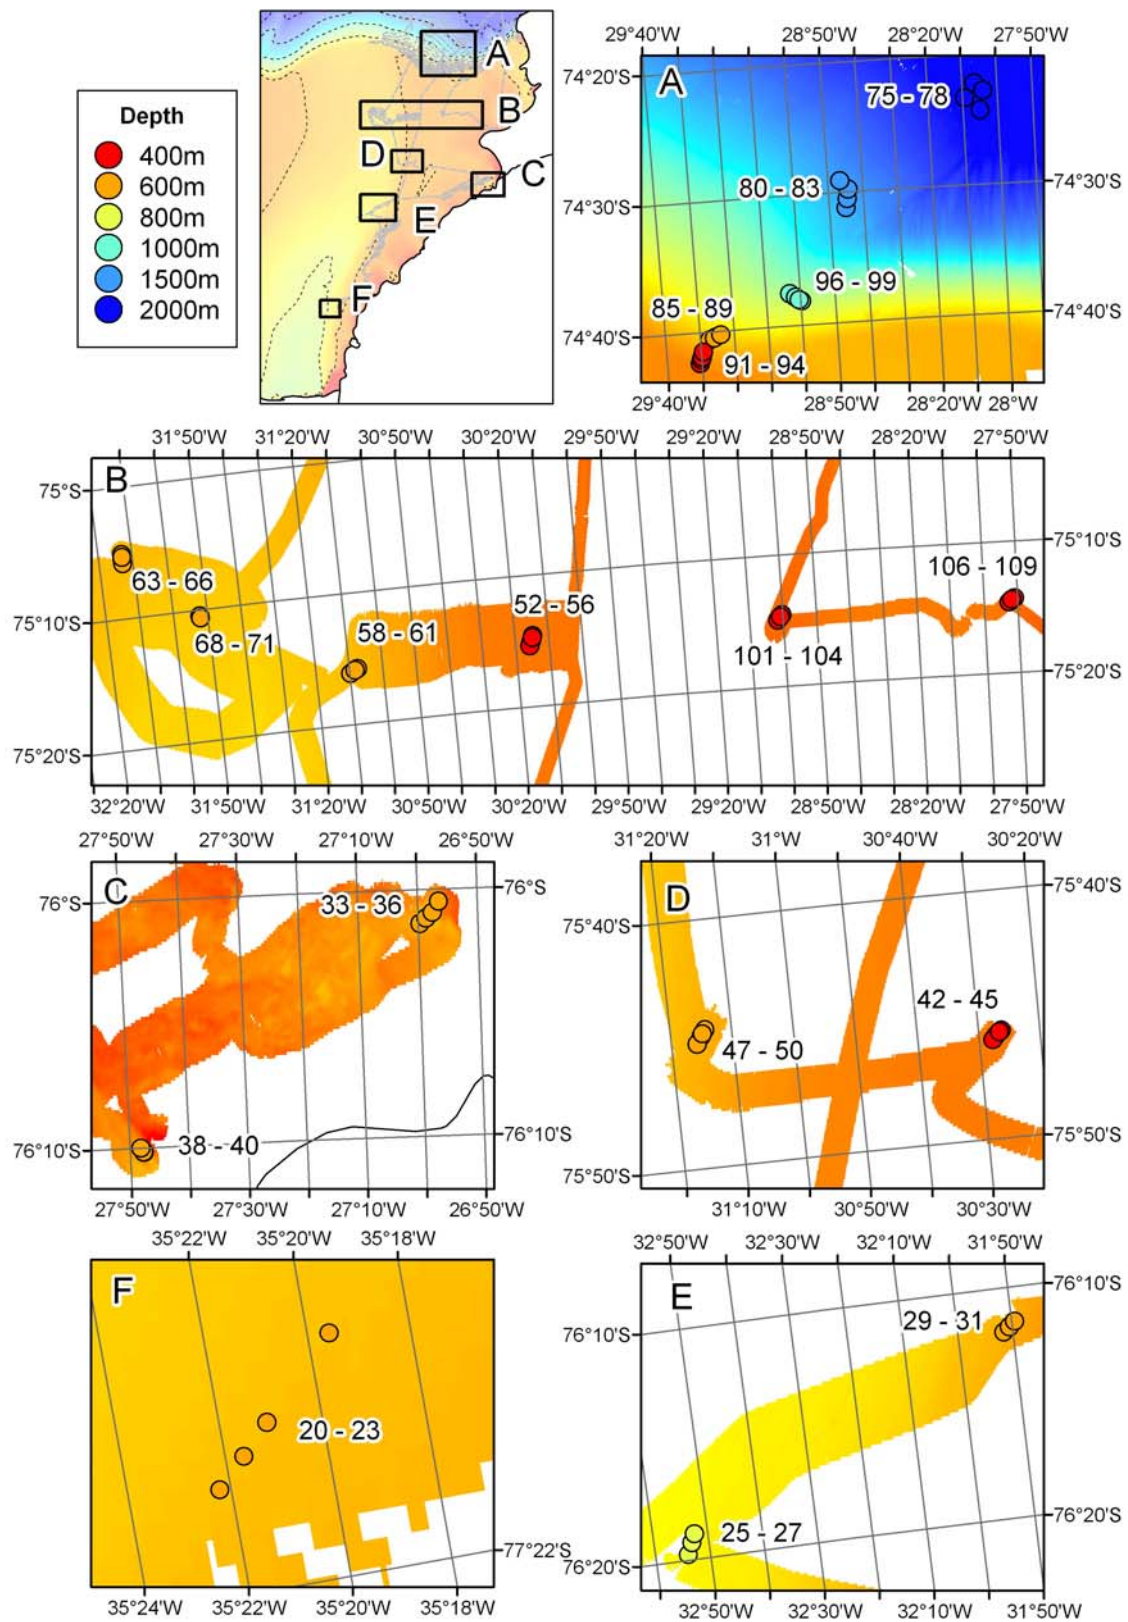 Depth
400m
600m
800m
1000m
1500m
2000m
A
B
D
C
E
F
29°40'W 28°50'W 28°20'W 27°50'W
74°20'S
A
75 - 78
80 - 83
74°30'S
74°30'S
96 - 99
85 - 89
74°40'S
74°40'S
91 - 94
29°40'W 28°50'W 28°20'W 28°W
31°50'W 31°20'W 30°50'W 30°20'W 29°50'W 29°20'W 28°50'W 28°20'W 27°50'W
B
75°S
75°10'S
63 - 66
52 - 56
106 - 109
75°10'S
68 - 71
58 - 61
101 - 104
75°20'S
75°20'S
32°20'W 31°50'W 31°20'W 30°50'W 30°20'W 29°50'W 29°20'W 28°50'W 28°20'W 27°50'W
27°50'W 27°30'W 27°10'W 26°50'W
C
76°S
33 - 36
76°S
38 - 40
76°10'S
76°10'S
27°50'W 27°30'W 27°10'W 26°50'W
31°20'W 31°W 30°40'W 30°20'W
D
75°40'S
75°40'S
42 - 45
47 - 50
75°50'S
75°50'S
31°10'W 30°50'W 30°30'W
35°22'W 35°20'W 35°18'W
F
20 - 23
77°22'S
35°24'W 35°22'W 35°20'W 35°18'W
32°50'W 32°30'W 32°10'W 31°50'W
E
76°10'S
29 - 31
76°10'S
25 - 27
76°20'S
76°20'S
32°50'W 32°30'W 32°10'W 31°50'W